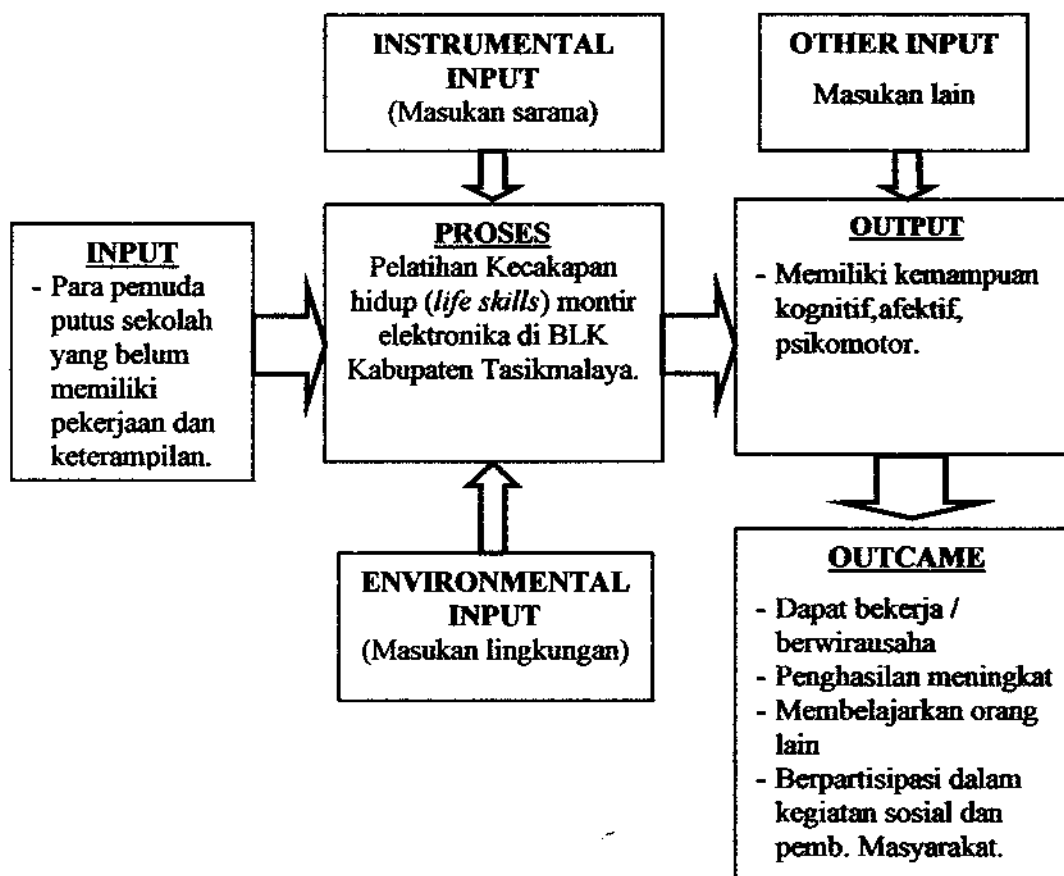 INSTRUMENTAL
INPUT
(Masukan sarana)
OTHER INPUT
Masukan lain
INPUT
- Para pemuda
putus sekolah
yang belum
memiliki
pekerjaan dan
keterampilan.
PROSES
Pelatihan Kecakapan
hidup (life skills) montir
elektronika di BLK
Kabupaten Tasikmalaya.
OUTPUT
- Memiliki kemampuan
kognitif,afektif,
psikomotor.
ENVIRONMENTAL
INPUT
(Masukan lingkungan)
OUTCAME
- Dapat bekerja /
berwirausaha
- Penghasilan meningkat
- Membelajarkan orang
lain
- Berpartisipasi dalam
kegiatan sosial dan
pemb. Masyarakat.